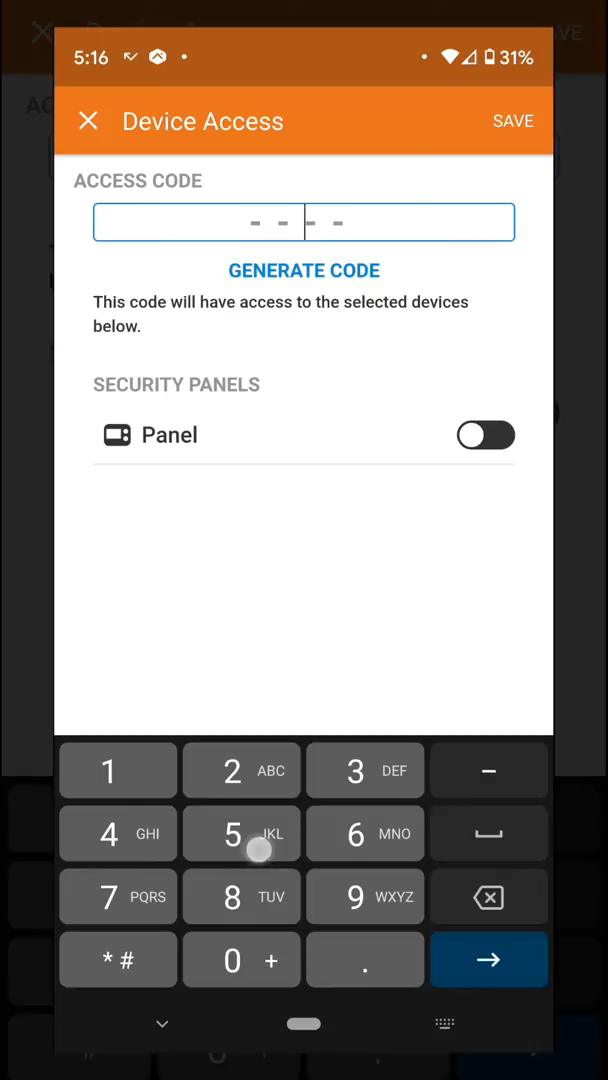 5:16 31%
Device Access SAVE
ACCESS CODE
- - - -
GENERATE CODE
This code will have access to the selected devices
below.
SECURITY PANELS
Panel
1 2 ABC 3 DEF -
4 GHI 5 JKL 6 MNO
7 PQRS 8 TUV 9 WXYZ
* # 0 + .